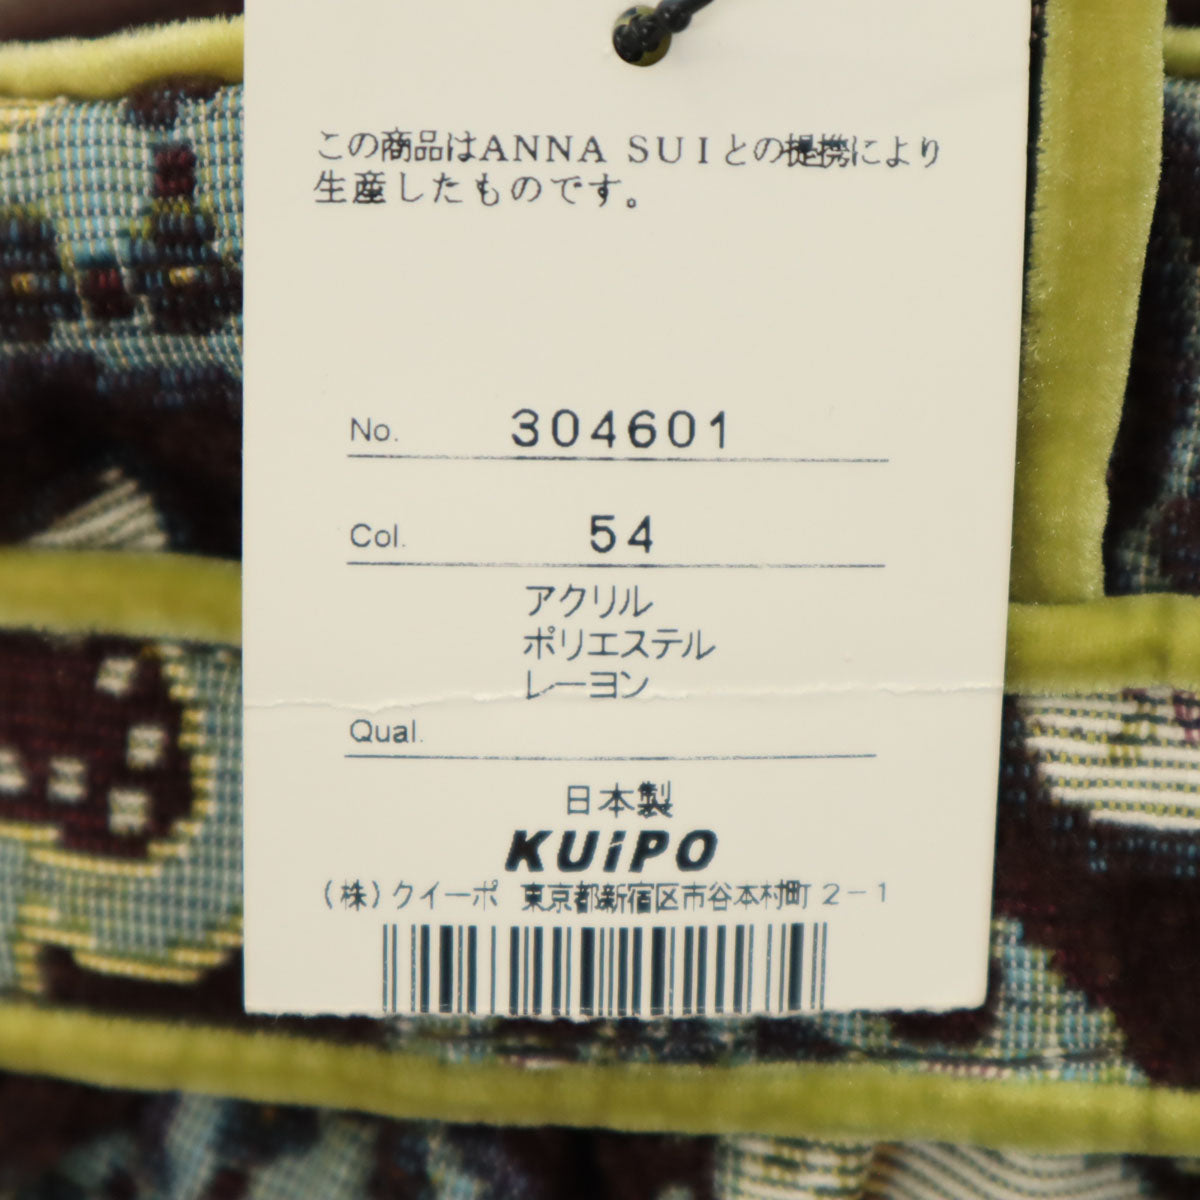 この商品はＡＮＮＡ ＳＵＩとの提携により
生産したものです。
No. 304601
Col. 54
アクリル
ポリエステル
レーヨン
Qual.
日本製
KUiPO
（株）クイーポ 東京都新宿区市谷本村町２−１